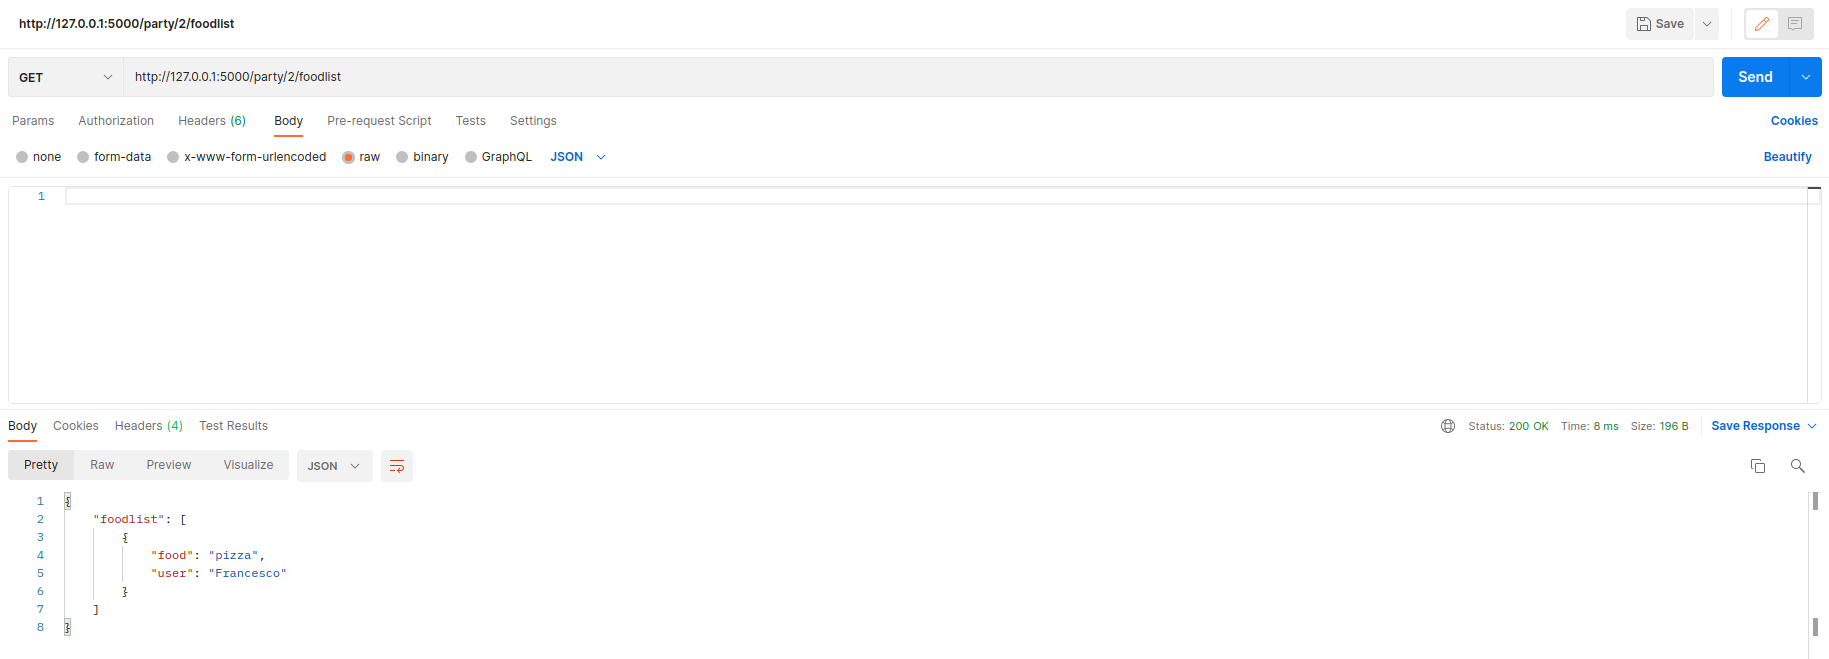 http://127.0.0.1:5000/party/2/foodlist
Save
GET http://127.0.0.1:5000/party/2/foodlist Send
Params Authorization Headers (6) Body Pre-request Script Tests Settings Cookies
none form-data x-www-form-urlencoded raw binary GraphQL JSON Beautify
1
Body Cookies Headers (4) Test Results Status: 200 OK Time: 8 ms Size: 196 B Save Response
Pretty Raw Preview Visualize JSON
1 {
2 "foodlist": [
3 {
4 "food": "pizza",
5 "user": "Francesco"
6 }
7 ]
8 }